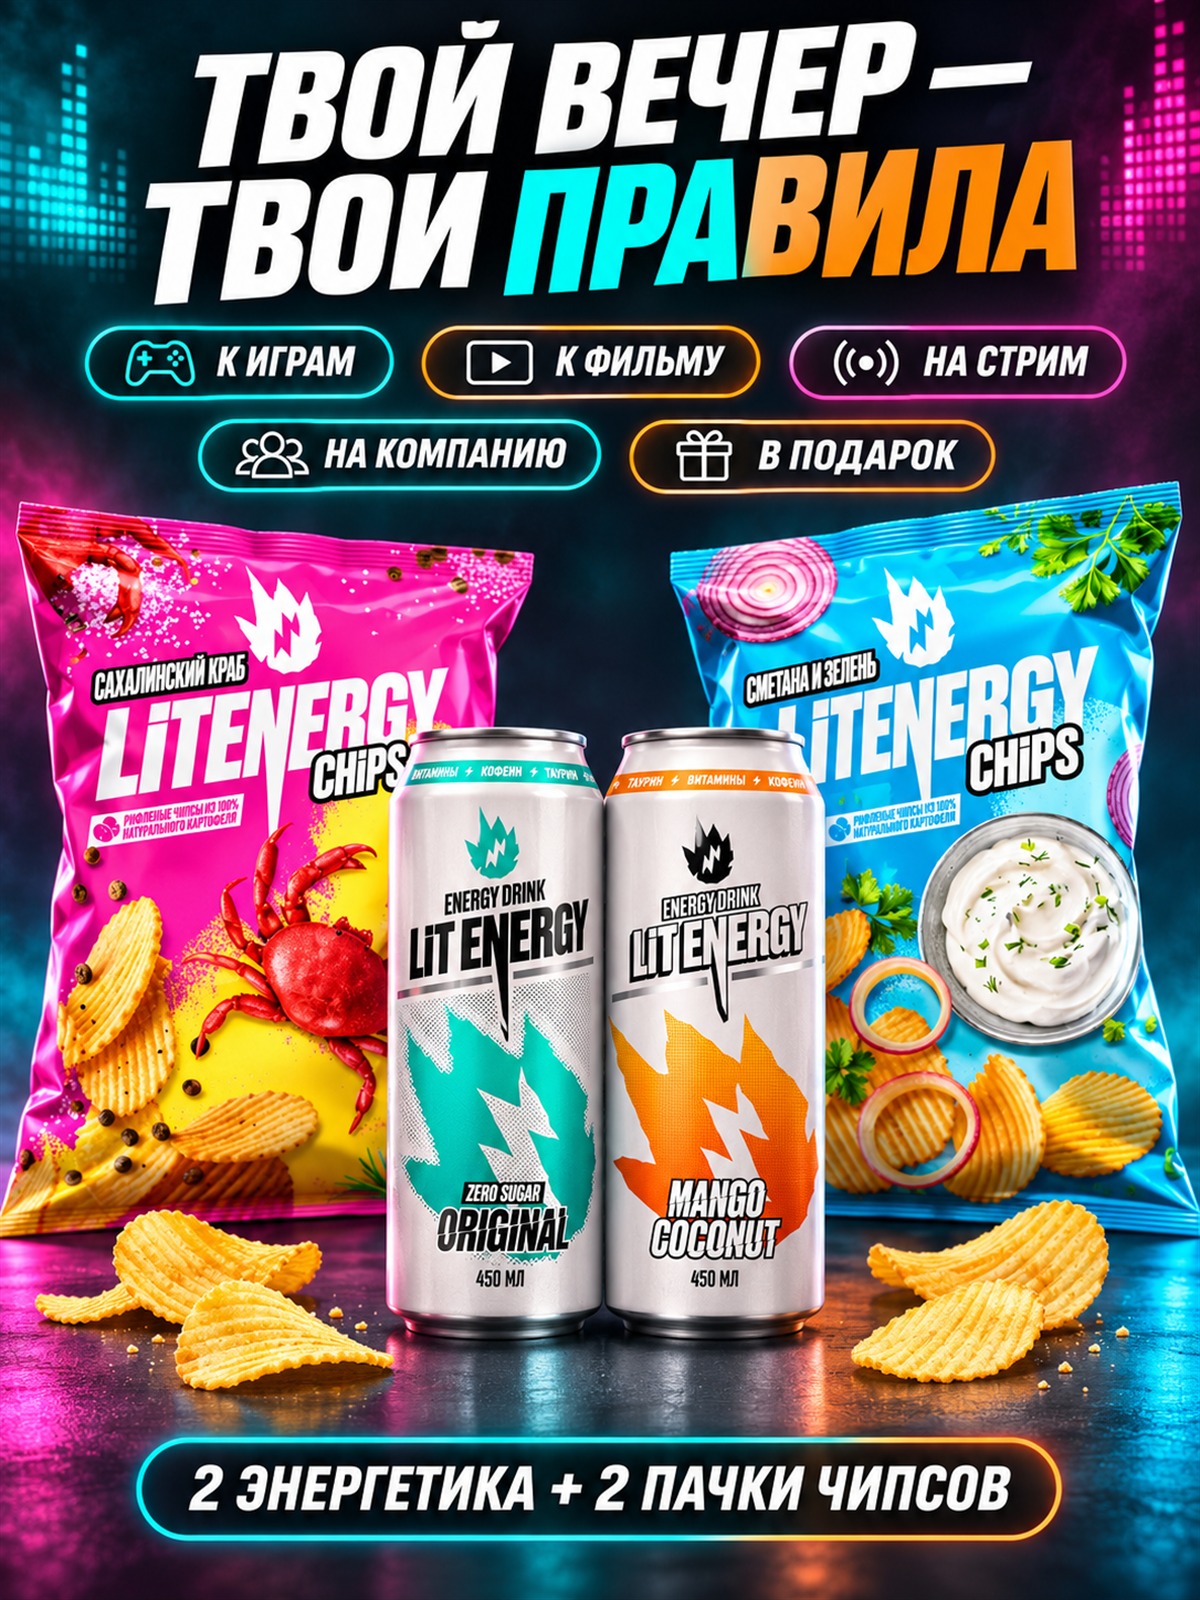 ТВОЙ ВЕЧЕР —
ТВОИ ПРАВИЛА
К ИГРАМ
К ФИЛЬМУ
НА СТРИМ
НА КОМПАНИЮ
В ПОДАРОК
САХАЛИНСКИЙ КРАБ
LiTENERGY
CHiPS
РИФЛЕНЫЕ ЧИПСЫ ИЗ 100%
НАТУРАЛЬНОГО КАРТОФЕЛЯ
СМЕТАНА И ЗЕЛЕНЬ
LiTENERGY
CHiPS
РИФЛЕНЫЕ ЧИПСЫ ИЗ 100%
НАТУРАЛЬНОГО КАРТОФЕЛЯ
ВИТАМИНЫ КОФЕИН ТАУРИН
ENERGY DRINK
LiT ENERGY
ZERO SUGAR
ORIGINAL
450 МЛ
ТАУРИН ВИТАМИНЫ КОФЕИН
ENERGY DRINK
LiT ENERGY
MANGO
COCONUT
450 МЛ
2 ЭНЕРГЕТИКА + 2 ПАЧКИ ЧИПСОВ